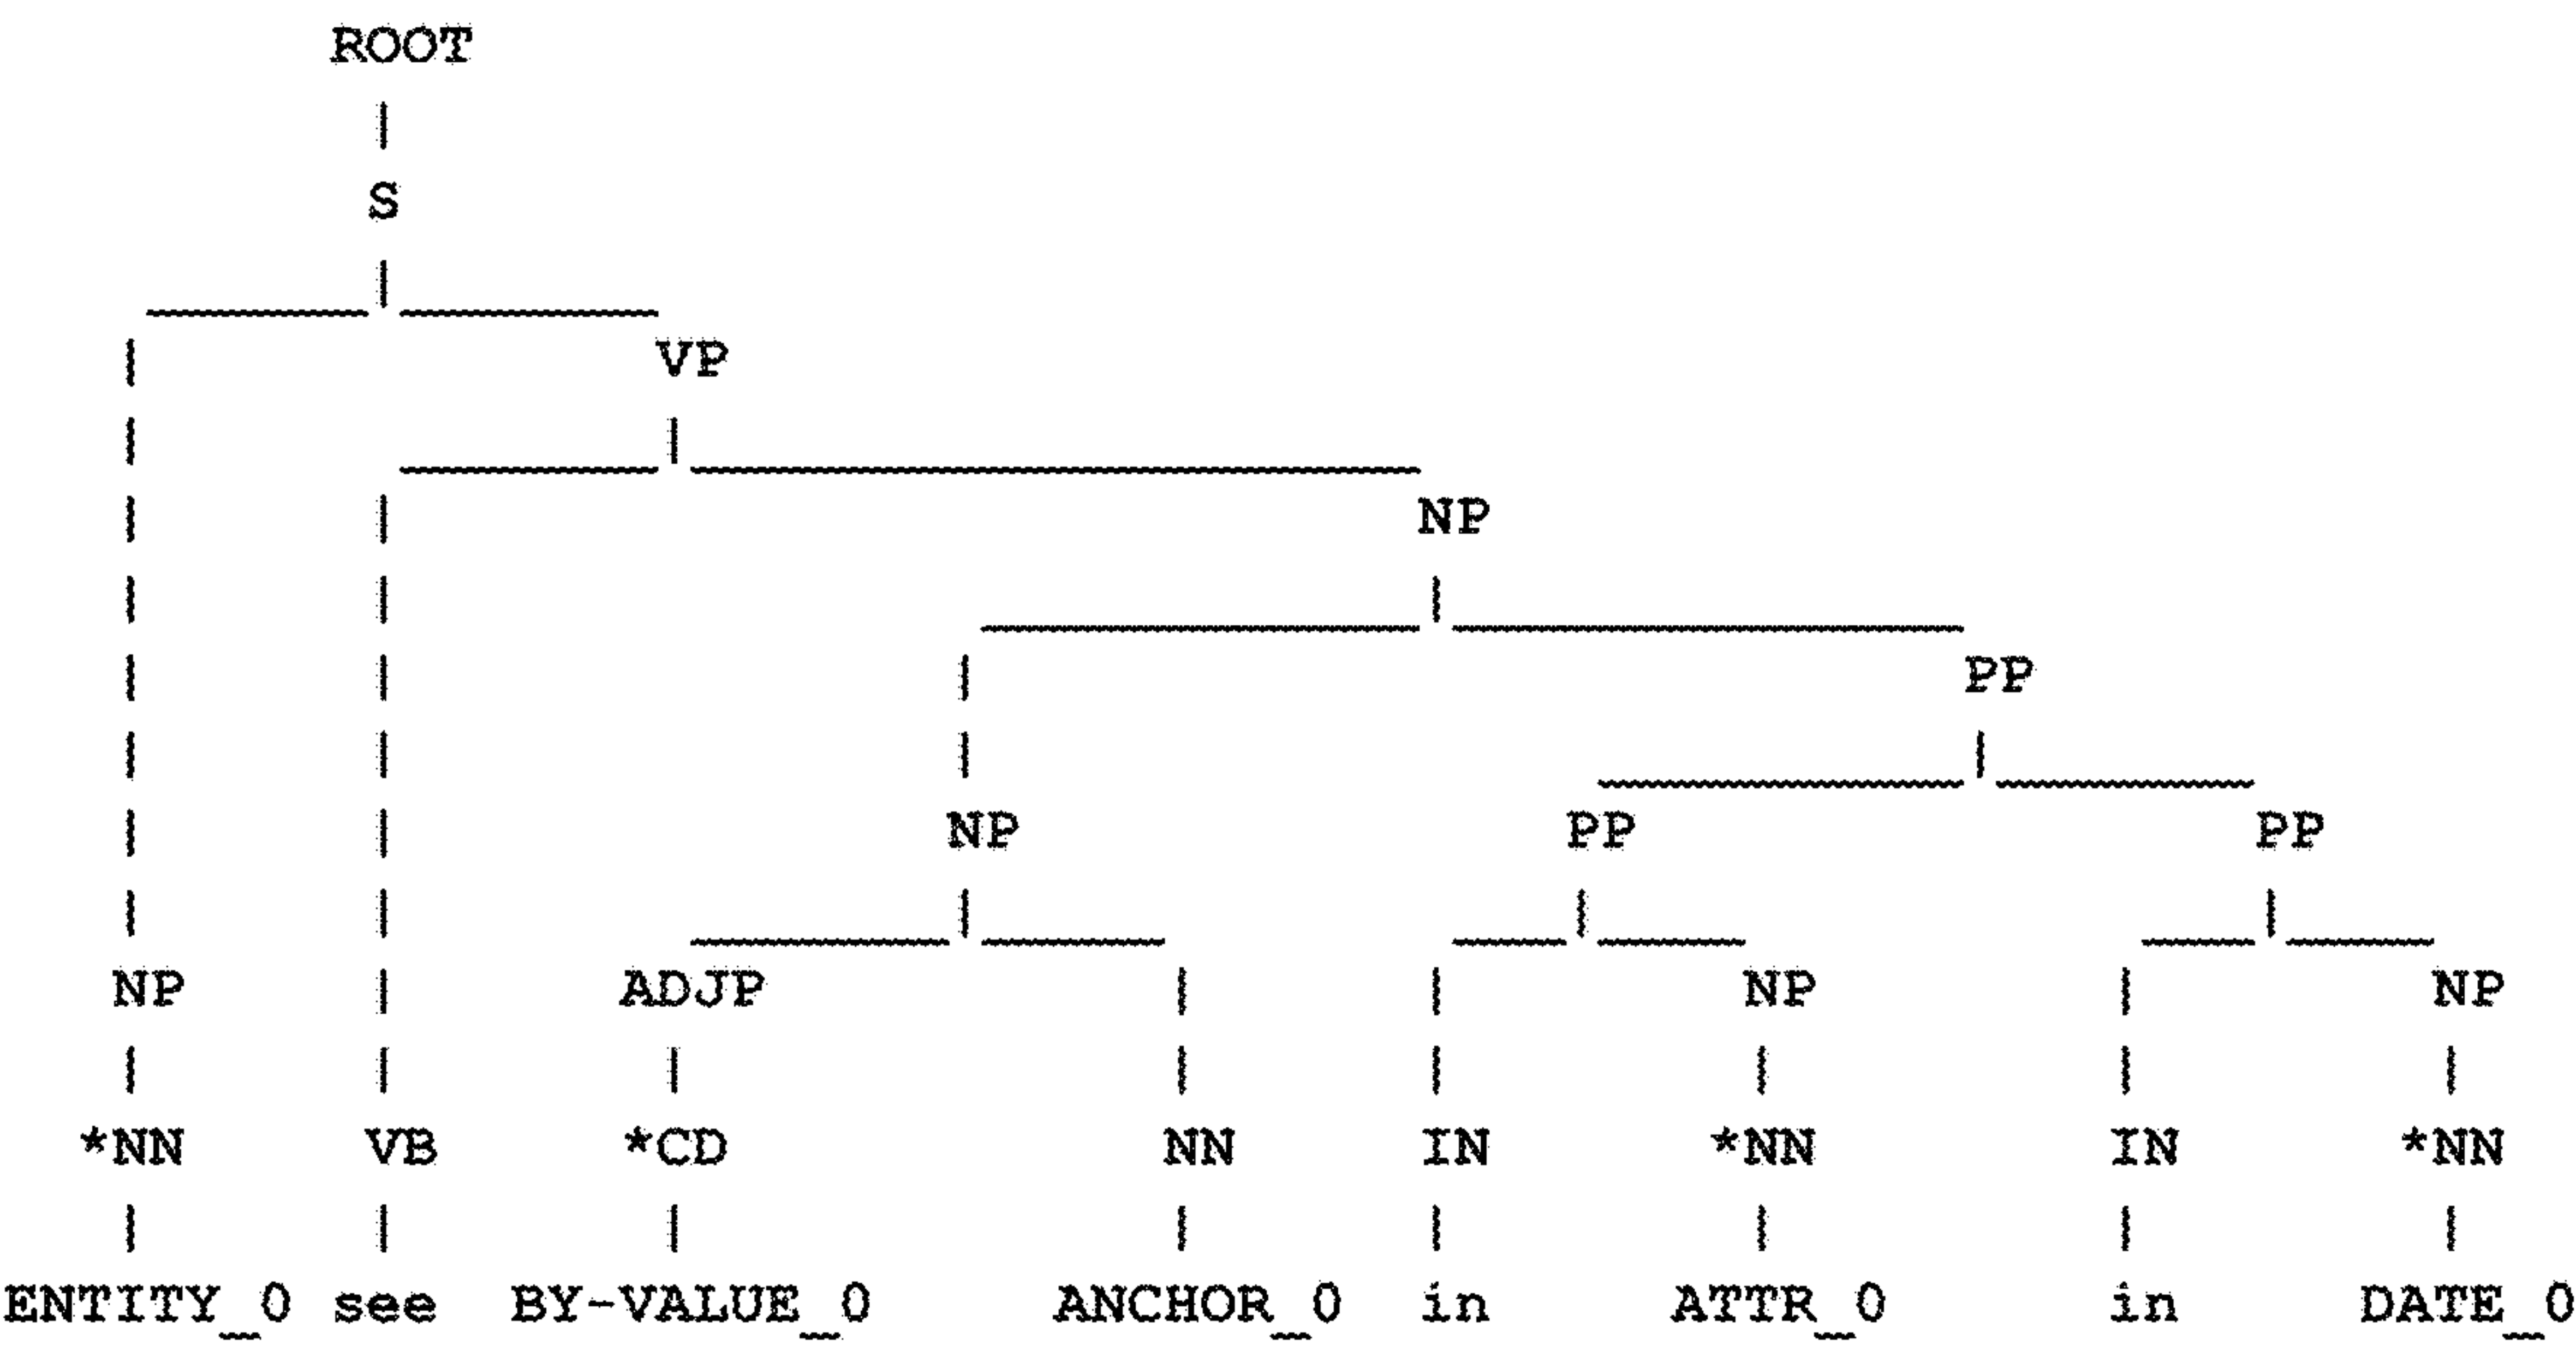 ROOT
S
VP
NP
PP
NP PP PP
NP ADJP NP NP
*NN VB *CD NN IN *NN IN *NN
ENTITY_0 see BY-VALUE_0 ANCHOR_0 in ATTR_0 in DATE_0